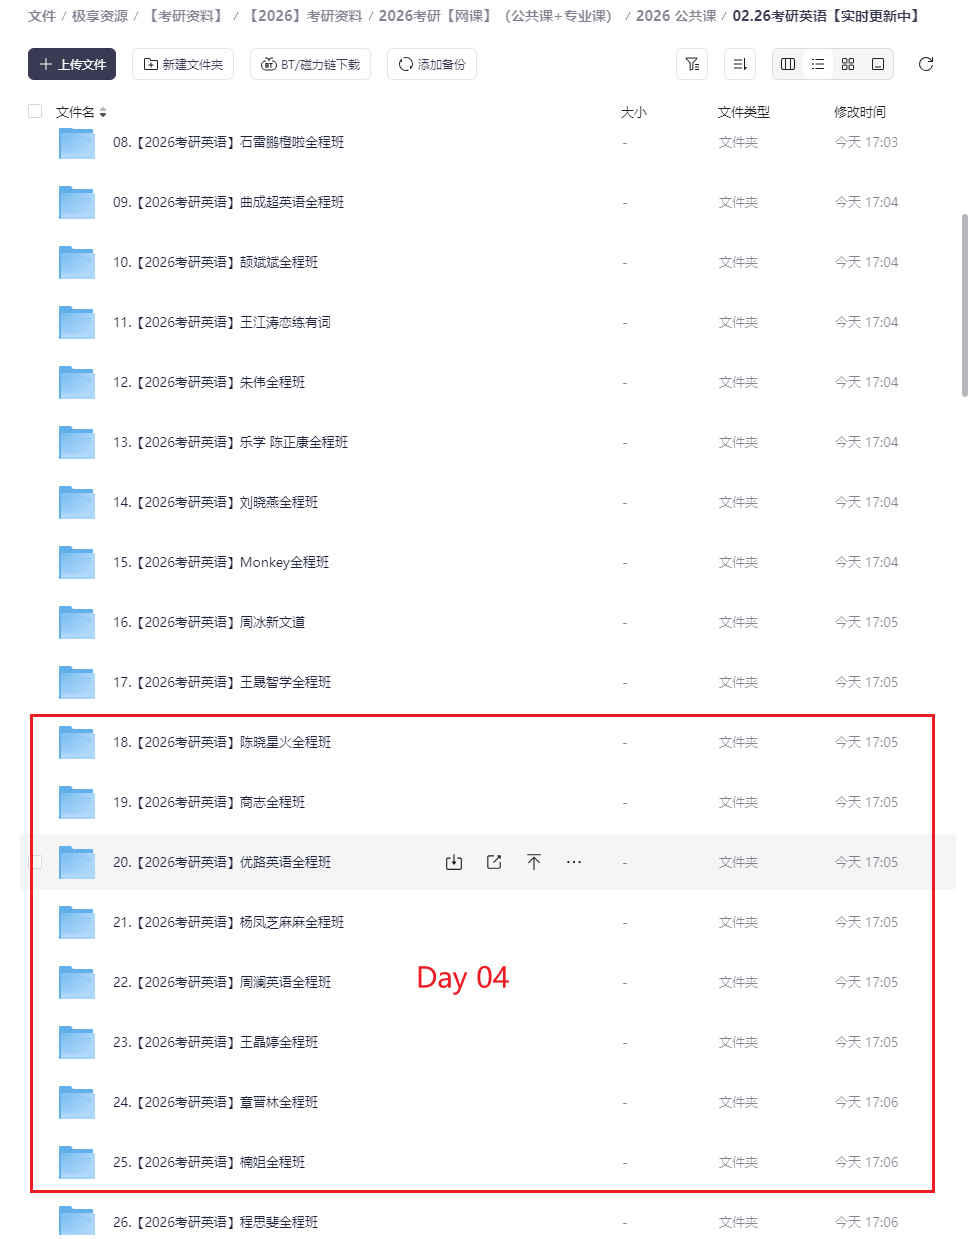 文件 / 极享资源 / 【考研资料】 / 【2026】考研资料 / 2026考研【网课】（公共课+专业课） / 2026 公共课 / 02.26考研英语【实时更新中】
上传文件 新建文件夹 BT/磁力链下载 添加备份
文件名 大小 文件类型 修改时间
08.【2026考研英语】石雷鹏橙啦全程班 - 文件夹 今天 17:03
09.【2026考研英语】曲成超英语全程班 - 文件夹 今天 17:04
10.【2026考研英语】颉斌斌全程班 - 文件夹 今天 17:04
11.【2026考研英语】王江涛恋练有词 - 文件夹 今天 17:04
12.【2026考研英语】朱伟全程班 - 文件夹 今天 17:04
13.【2026考研英语】乐学 陈正康全程班 - 文件夹 今天 17:04
14.【2026考研英语】刘晓燕全程班 - 文件夹 今天 17:04
15.【2026考研英语】Monkey全程班 - 文件夹 今天 17:04
16.【2026考研英语】周冰新文道 - 文件夹 今天 17:05
17.【2026考研英语】王晟智学全程班 - 文件夹 今天 17:05
18.【2026考研英语】陈晓星火全程班 - 文件夹 今天 17:05
19.【2026考研英语】商志全程班 - 文件夹 今天 17:05
20.【2026考研英语】优路英语全程班 - 文件夹 今天 17:05
21.【2026考研英语】杨凤芝麻麻全程班 - 文件夹 今天 17:05
Day 04
22.【2026考研英语】周澜英语全程班 - 文件夹 今天 17:05
23.【2026考研英语】王晶婷全程班 - 文件夹 今天 17:05
24.【2026考研英语】章晋林全程班 - 文件夹 今天 17:06
25.【2026考研英语】楠姐全程班 - 文件夹 今天 17:06
26.【2026考研英语】程思斐全程班 - 文件夹 今天 17:06